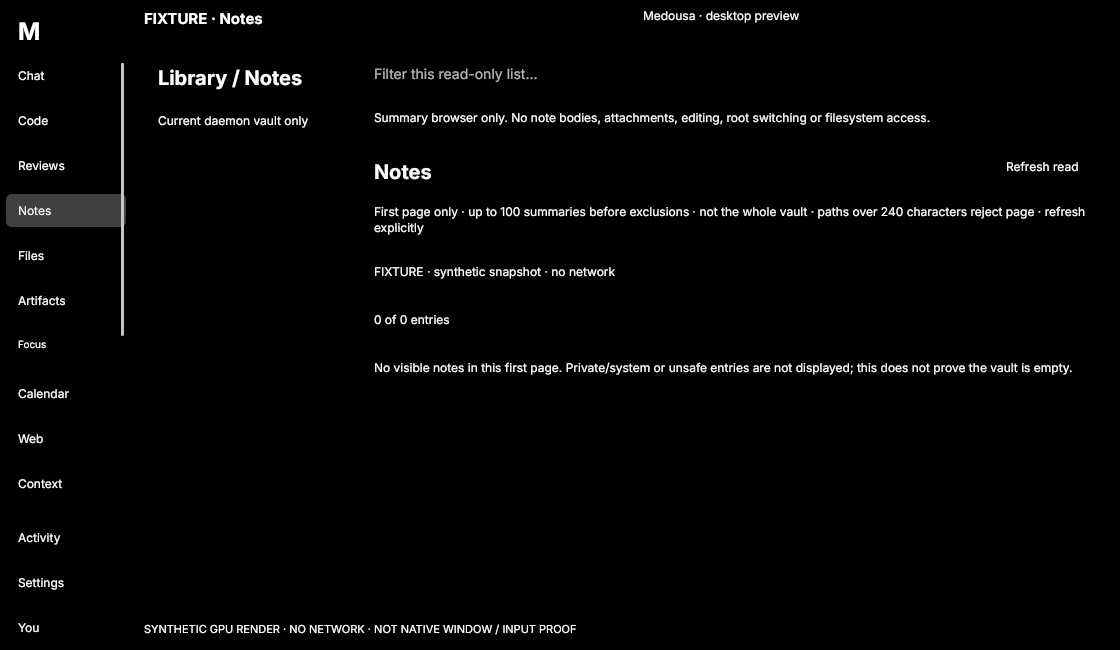 M
FIXTURE · Notes
Medousa · desktop preview
Chat
Code
Reviews
Notes
Files
Artifacts
Focus
Calendar
Web
Context
Activity
Settings
You
Library / Notes
Current daemon vault only
Filter this read-only list...
Summary browser only. No note bodies, attachments, editing, root switching or filesystem access.
Notes
Refresh read
First page only · up to 100 summaries before exclusions · not the whole vault · paths over 240 characters reject page · refresh
explicitly
FIXTURE · synthetic snapshot · no network
0 of 0 entries
No visible notes in this first page. Private/system or unsafe entries are not displayed; this does not prove the vault is empty.
SYNTHETIC GPU RENDER · NO NETWORK · NOT NATIVE WINDOW / INPUT PROOF